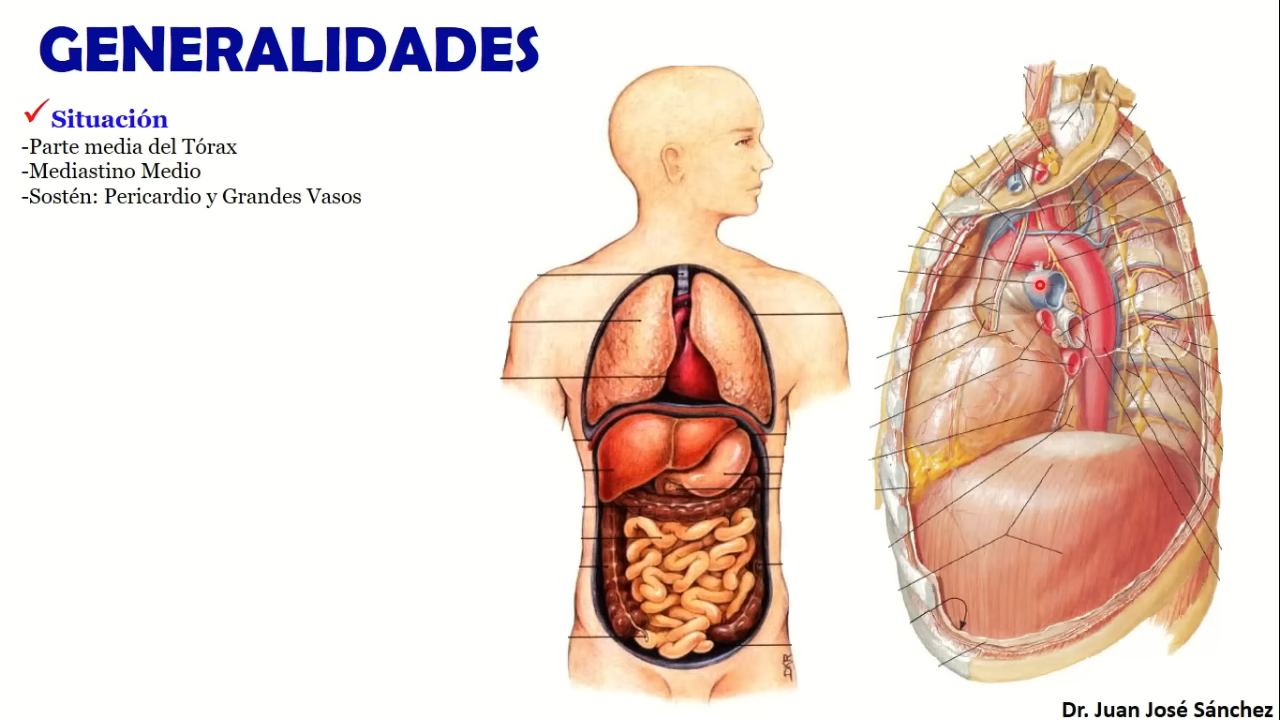 GENERALIDADES
Situación
-Parte media del Tórax
-Mediastino Medio
-Sostén: Pericardio y Grandes Vasos
Dr. Juan José Sánchez